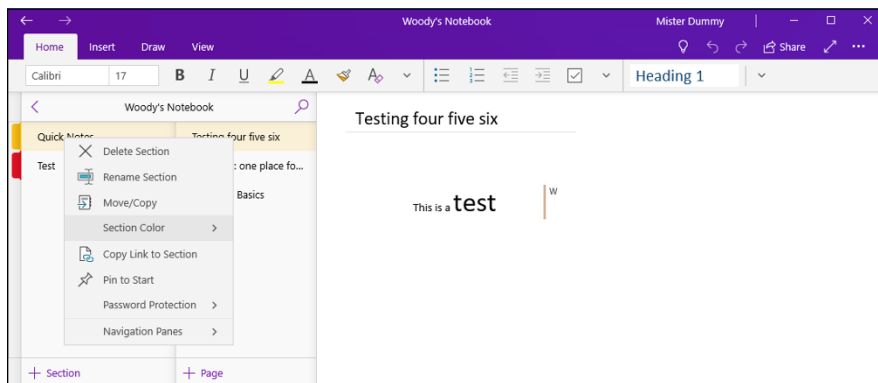 Woody's Notebook
Mister Dummy
Home Insert Draw View
Share
Calibri 17 B I U A A Heading 1
Woody's Notebook
Quick Notes
Test
Testing four five six
: one place fo...
Basics
Delete Section
Rename Section
Move/Copy
Section Color
Copy Link to Section
Pin to Start
Password Protection
Navigation Panes
+ Section
+ Page
Testing four five six
This is a test
W